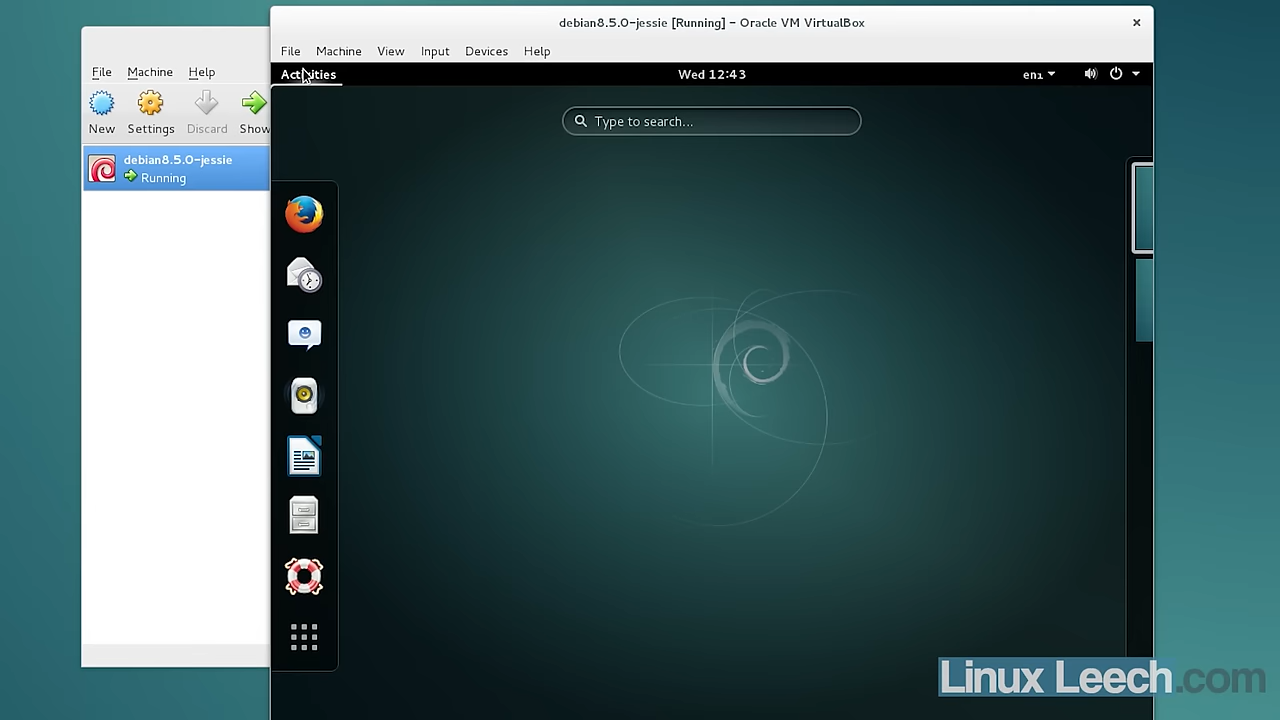 debian8.5.0-jessie [Running] - Oracle VM VirtualBox
File Machine View Input Devices Help
Activities
Wed 12:43
en₁
Type to search...
File Machine Help
New Settings Discard Show
debian8.5.0-jessie
Running
Linux Leech.com